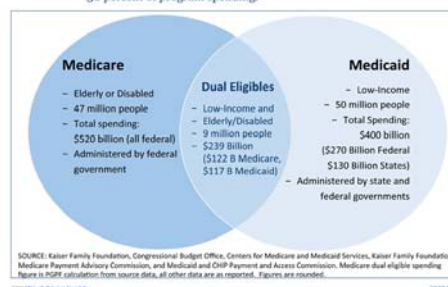 percent of program spending.
Medicare
– Elderly or Disabled
– 47 million people
– Total spending:
$520 billion (all federal)
– Administered by federal
government
Dual Eligibles
– Low-Income and
Elderly/Disabled
– 9 million people
– $239 Billion
($122 B Medicare,
$117 B Medicaid)
Medicaid
– Low-Income
– 50 million people
– Total Spending:
$400 billion
($270 Billion Federal
$130 Billion States)
– Administered by state and
federal governments
SOURCE: Kaiser Family Foundation, Congressional Budget Office, Centers for Medicare and Medicaid Services, Kaiser Family Foundatio
Medicare Payment Advisory Commission, and Medicaid and CHIP Payment and Access Commission. Medicare dual eligible spending
figure is PGPF calculation from source data, all other data are as reported. Figures are rounded.